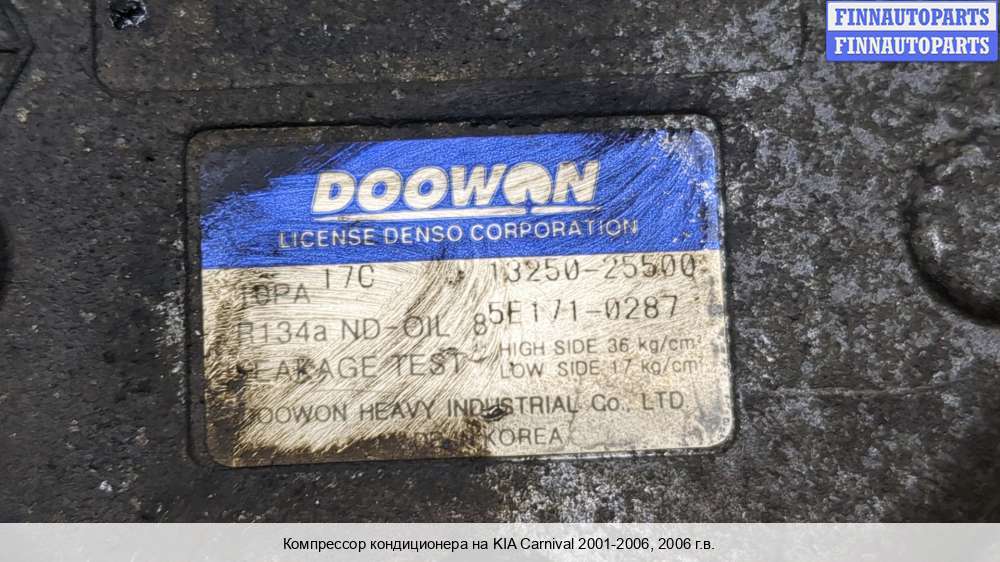 FINNAUTOPARTS
FINNAUTOPARTS
DOOWON
LICENSE DENSO CORPORATION
10PA 17C 13250-25500
R134a ND-OIL 8 5E171-0287
LEAKAGE TEST HIGH SIDE 36 kg/cm²
LOW SIDE 17 kg/cm²
DOOWON HEAVY INDUSTRIAL Co., LTD
KOREA
Компрессор кондиционера на KIA Carnival 2001-2006, 2006 г.в.